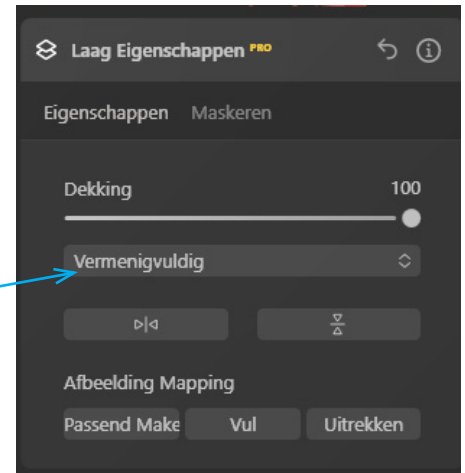 Laag Eigenschappen PRO
Eigenschappen Maskeren
Dekking 100
Vermenigvuldig
Afbeelding Mapping
Passend Make Vul Uitrekken